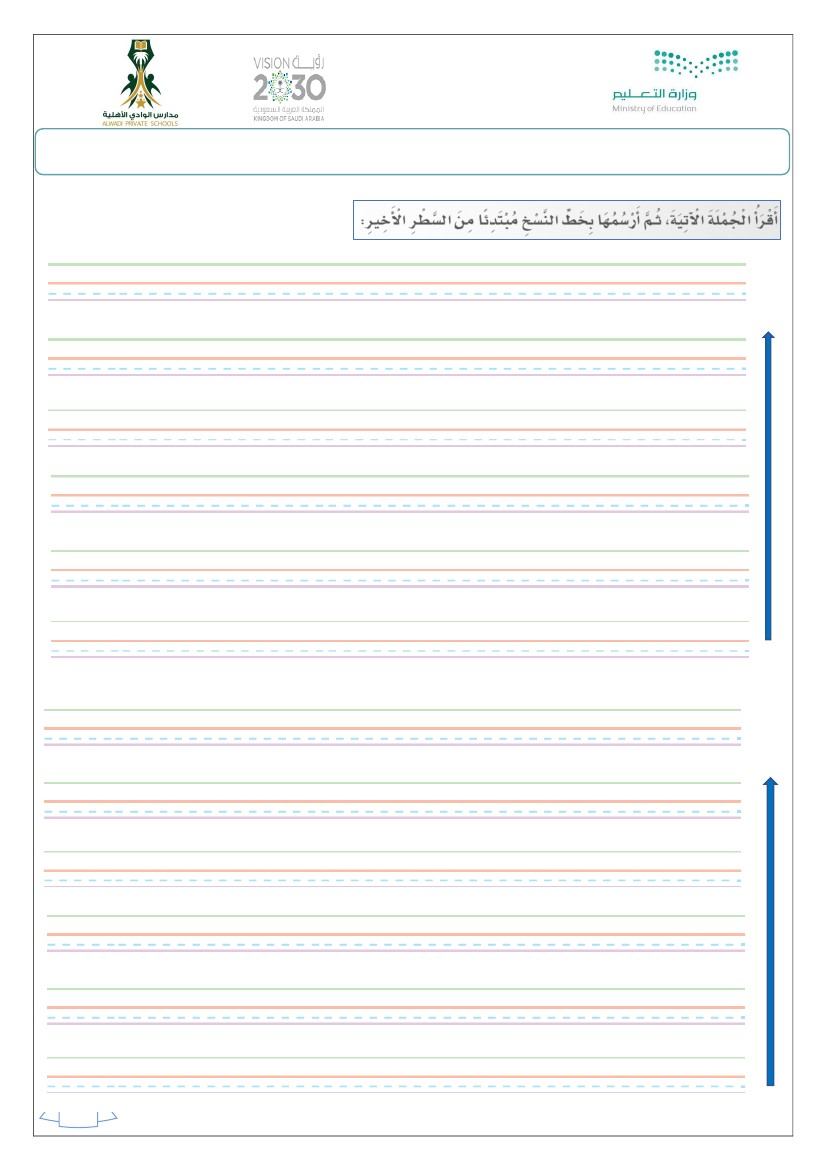 وزارة التعليم
Ministry of Education
VISION رؤية
2030
المملكة العربية السعودية
KINGDOM OF SAUDI ARABIA
مدارس الوادي الأهلية
ALWADI PRIVATE SCHOOLS
أَقْرَأُ الْجُمْلَةَ الْآتِيَةَ، ثُمَّ أَرْسُمُهَا بِخَطِّ النَّسْخِ مُبْتَدِئًا مِنَ السَّطْرِ الْأَخِيرِ: